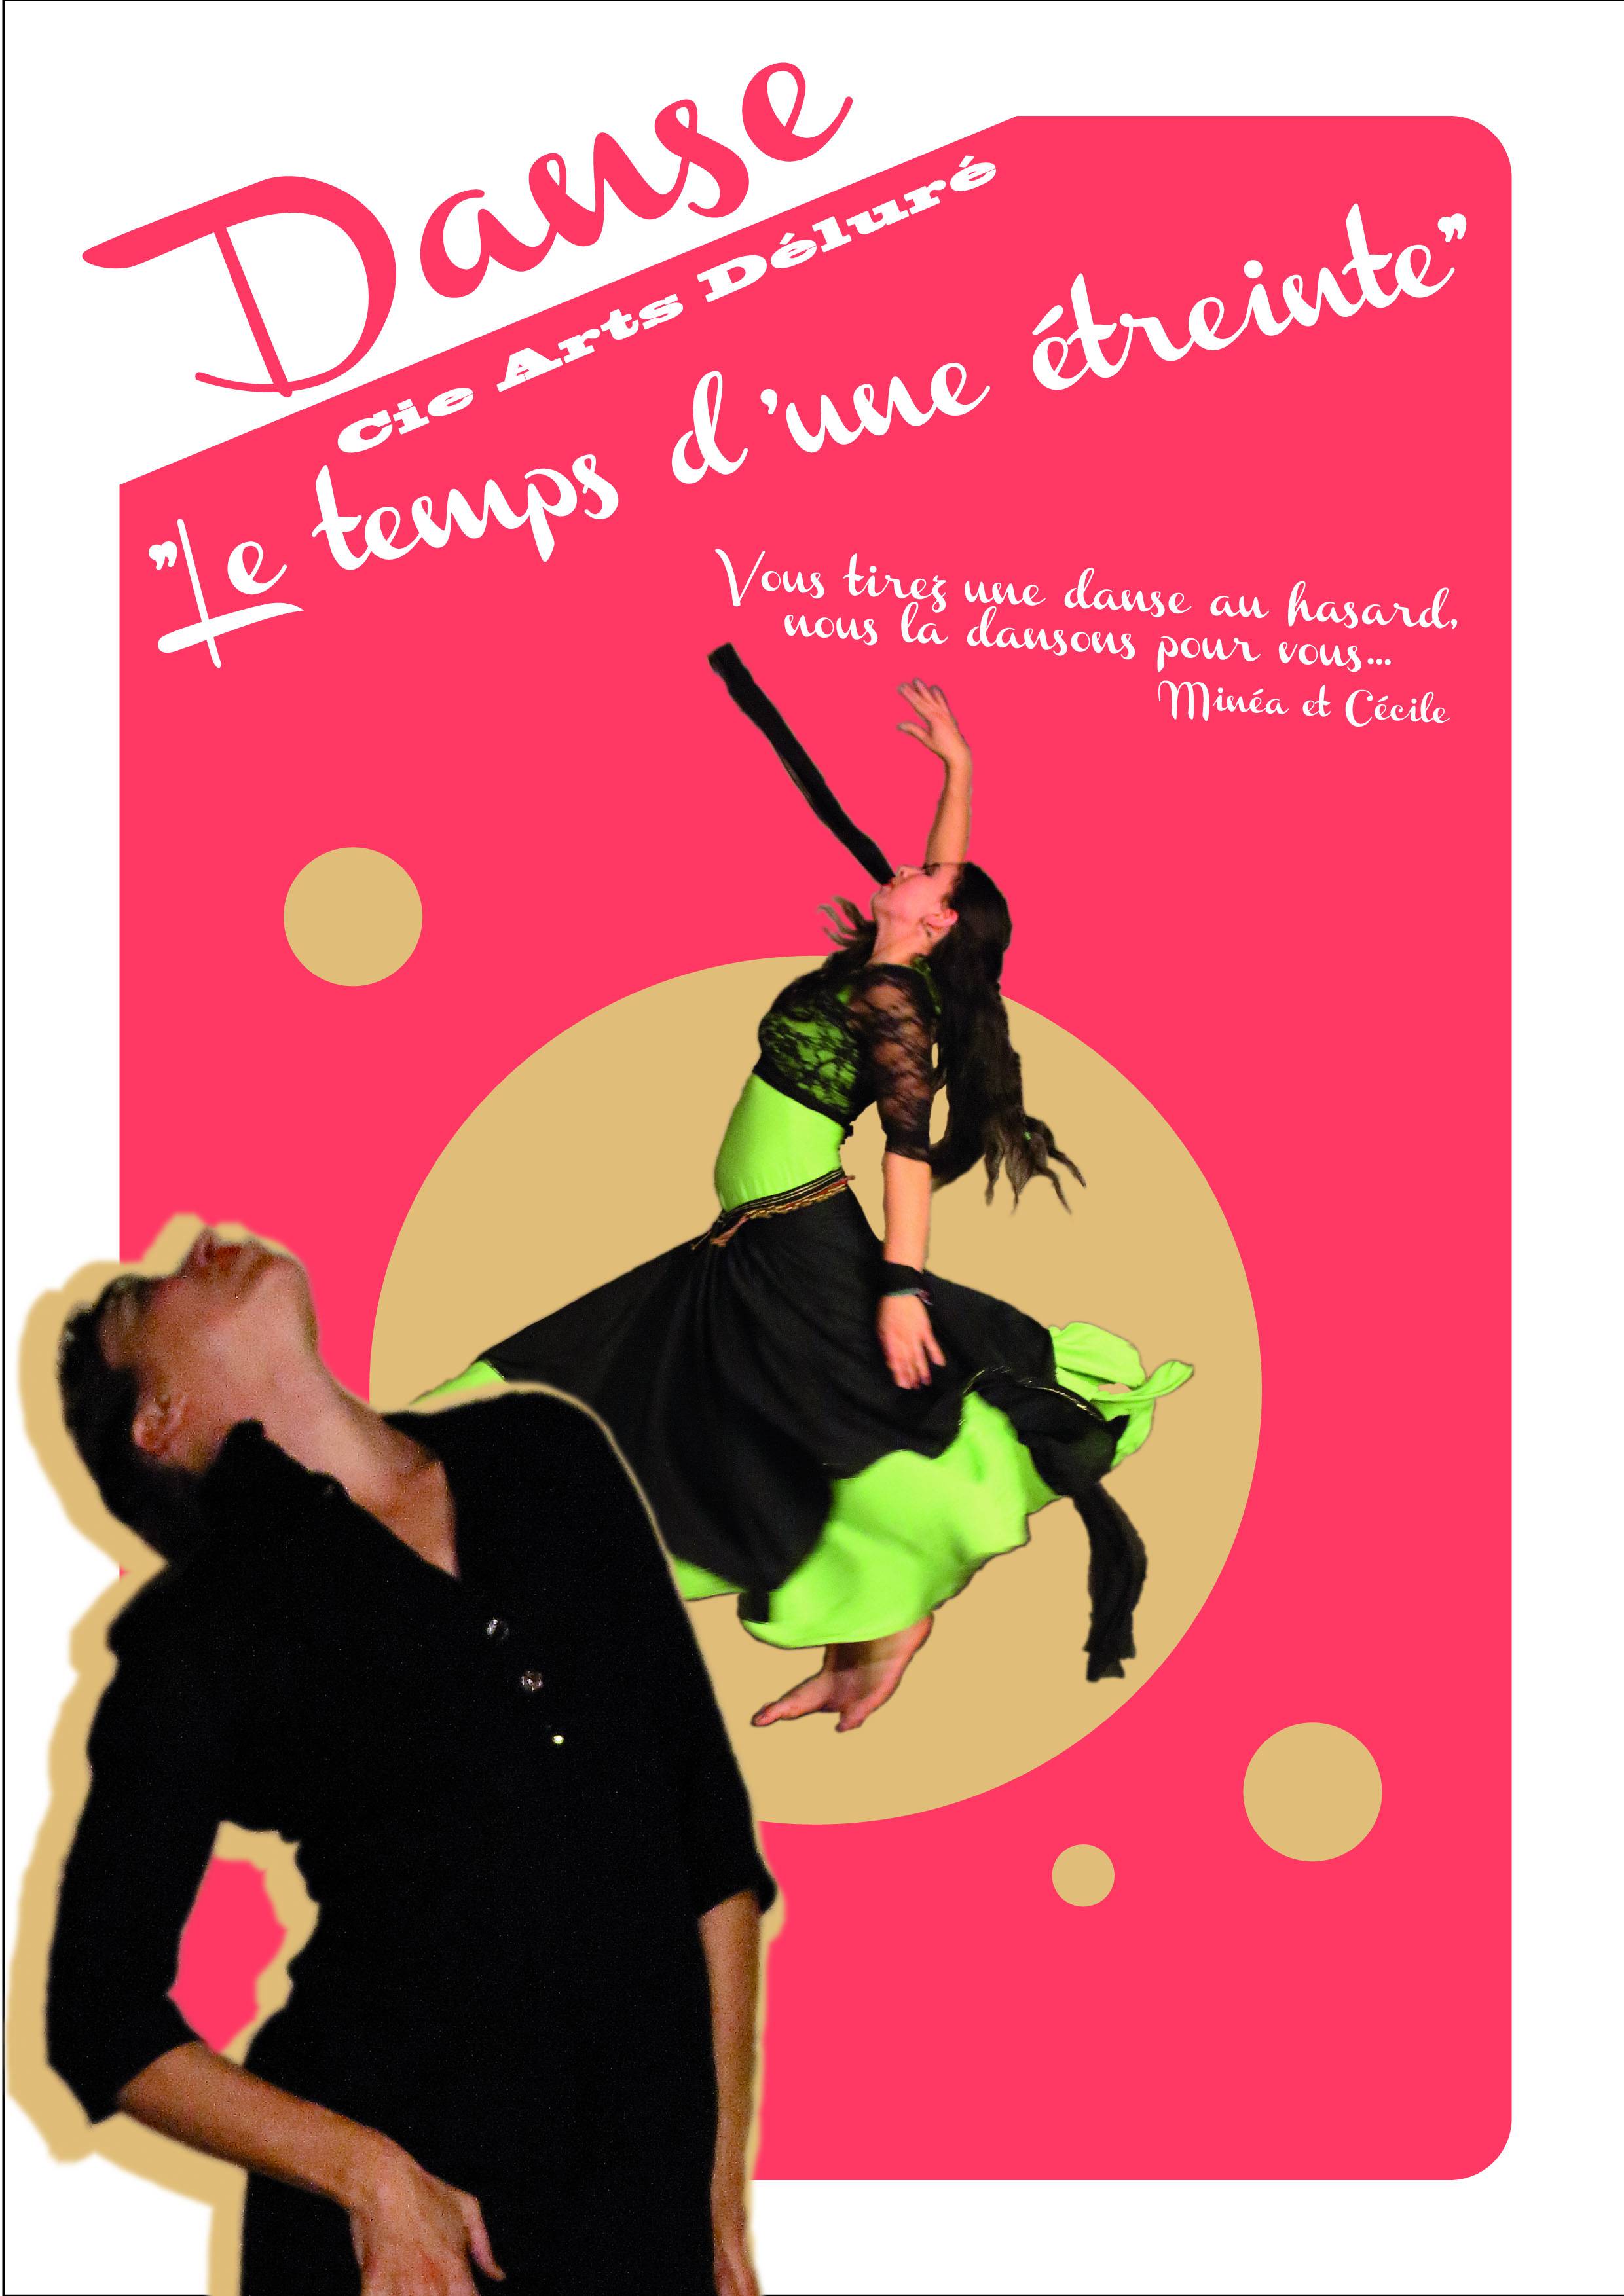 Danse
Cie Arts Déluré
"Le temps d'une étreinte"
Vous tirez une danse au hasard,
nous la dansons pour vous...
Minéa et Cécile